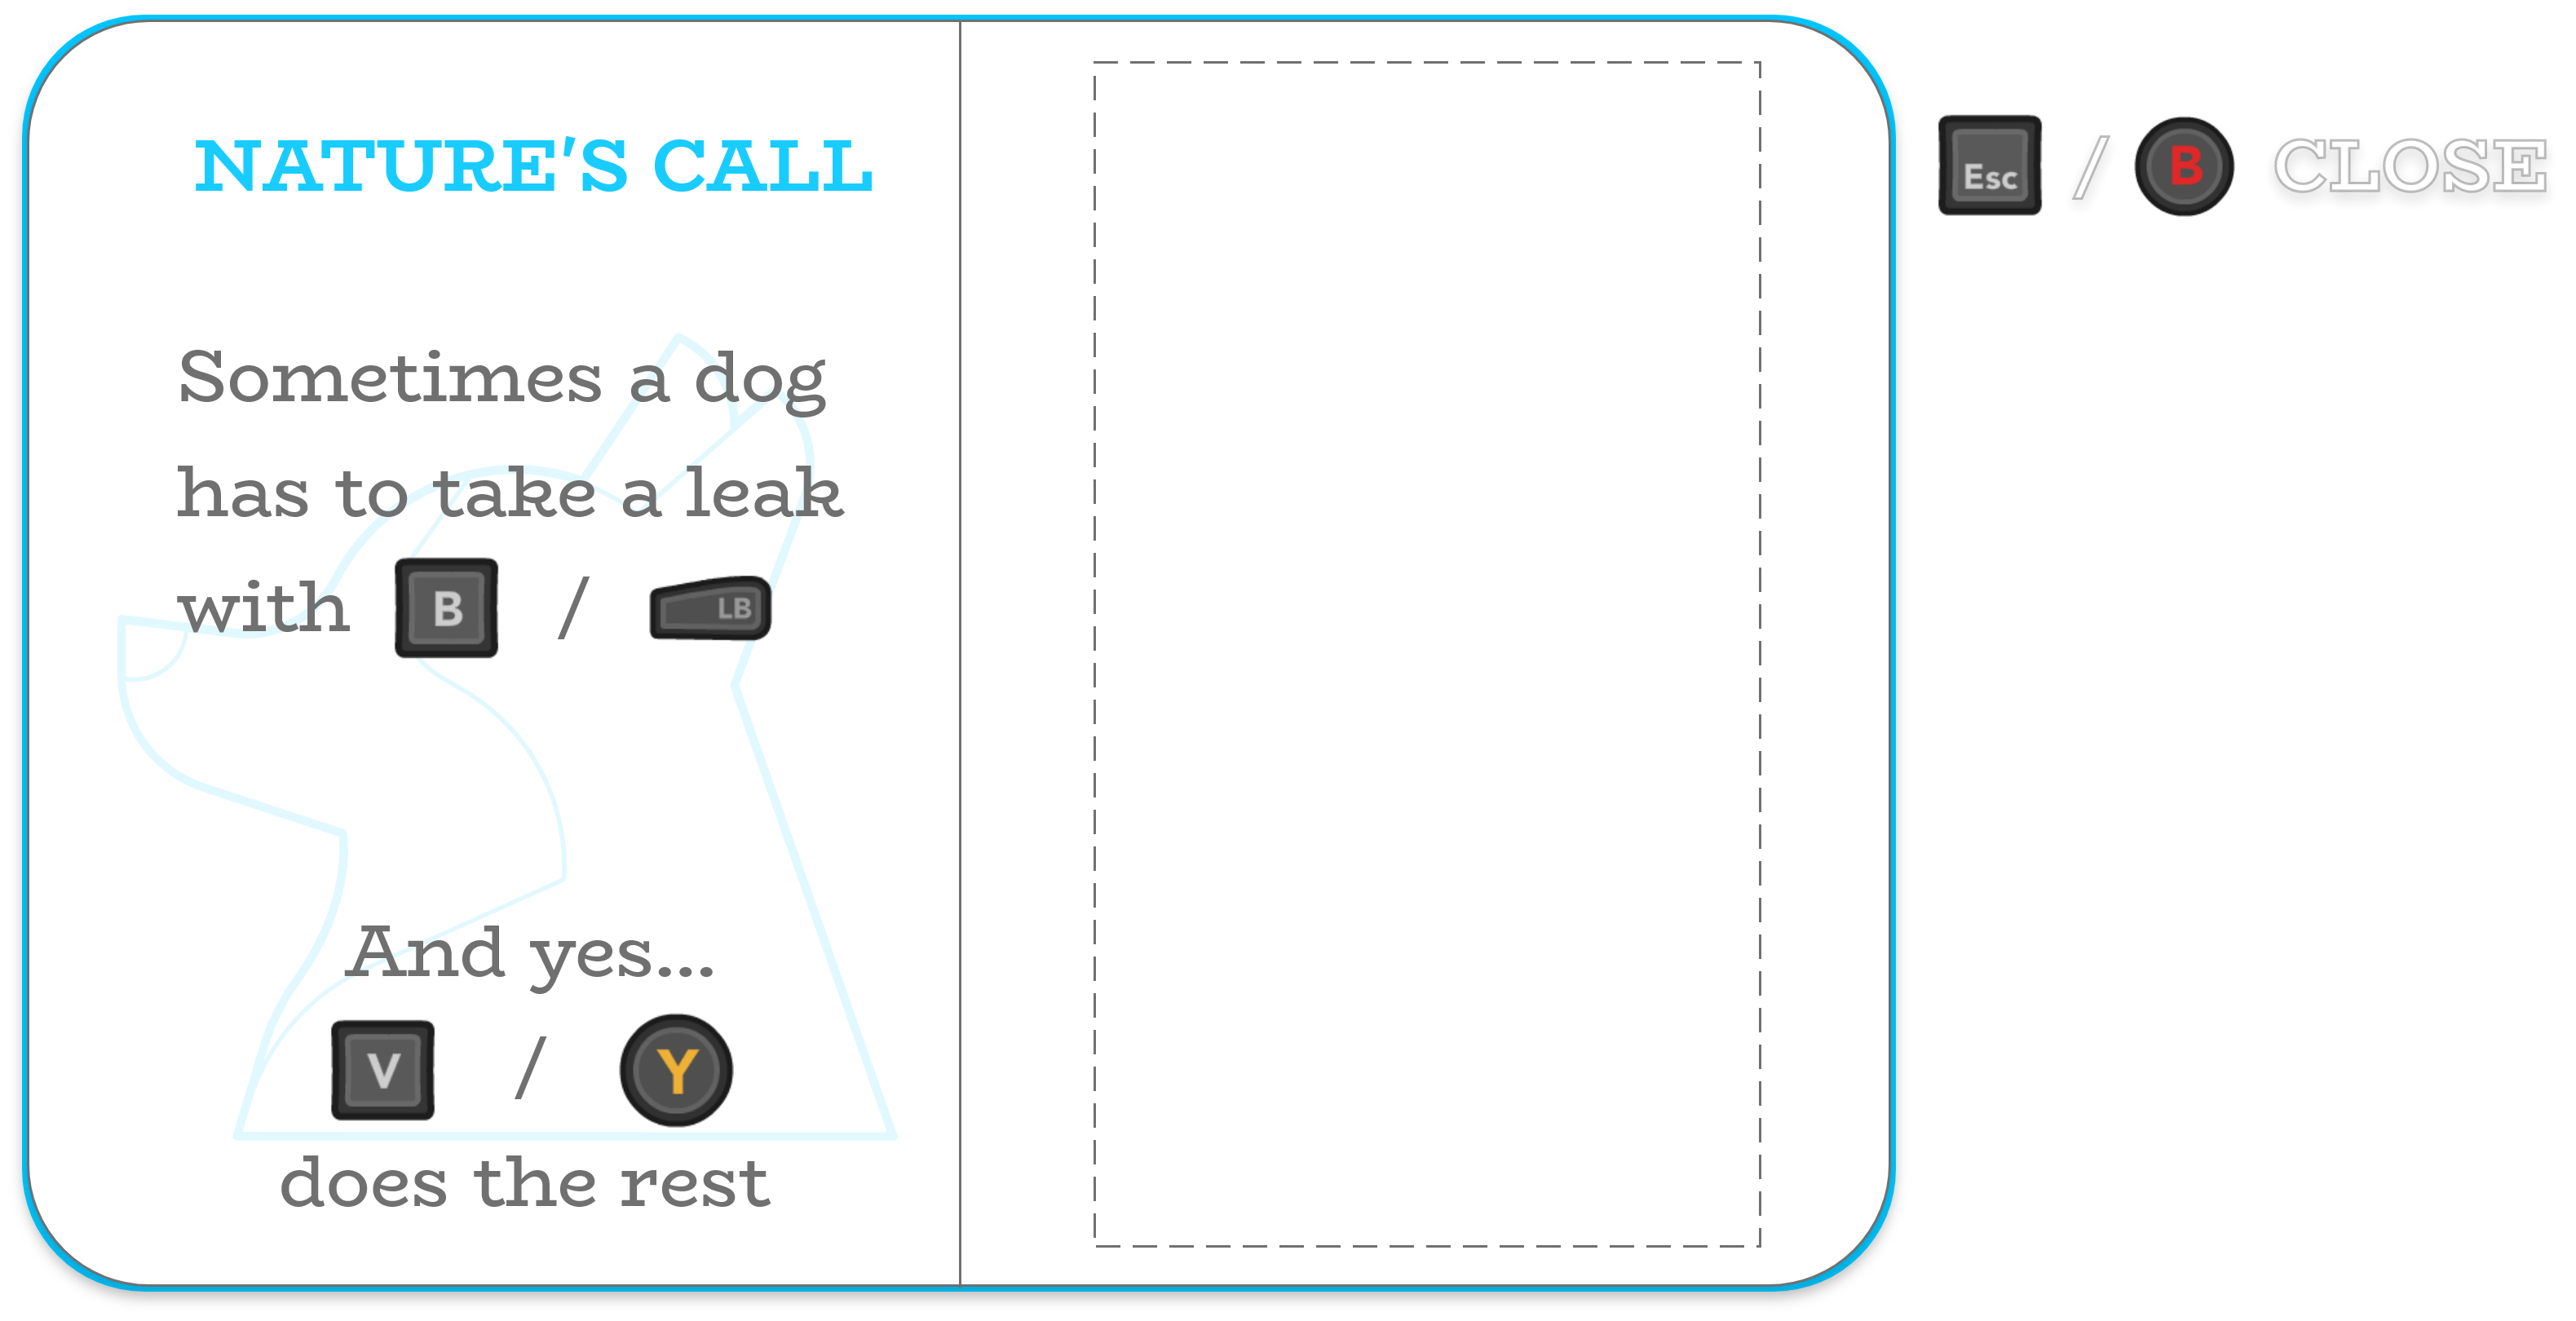 NATURE'S CALL
Esc / B CLOSE
Sometimes a dog
has to take a leak
with B / LB
And yes...
V / Y
does the rest